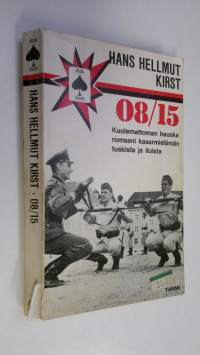 HANS HELLMUT KIRST
08/15
Kuolemattoman hauska
romaani kasarmielämän
tuskista ja iloista
TAMMI
HANS HELLMUT
KIRST • 08/15